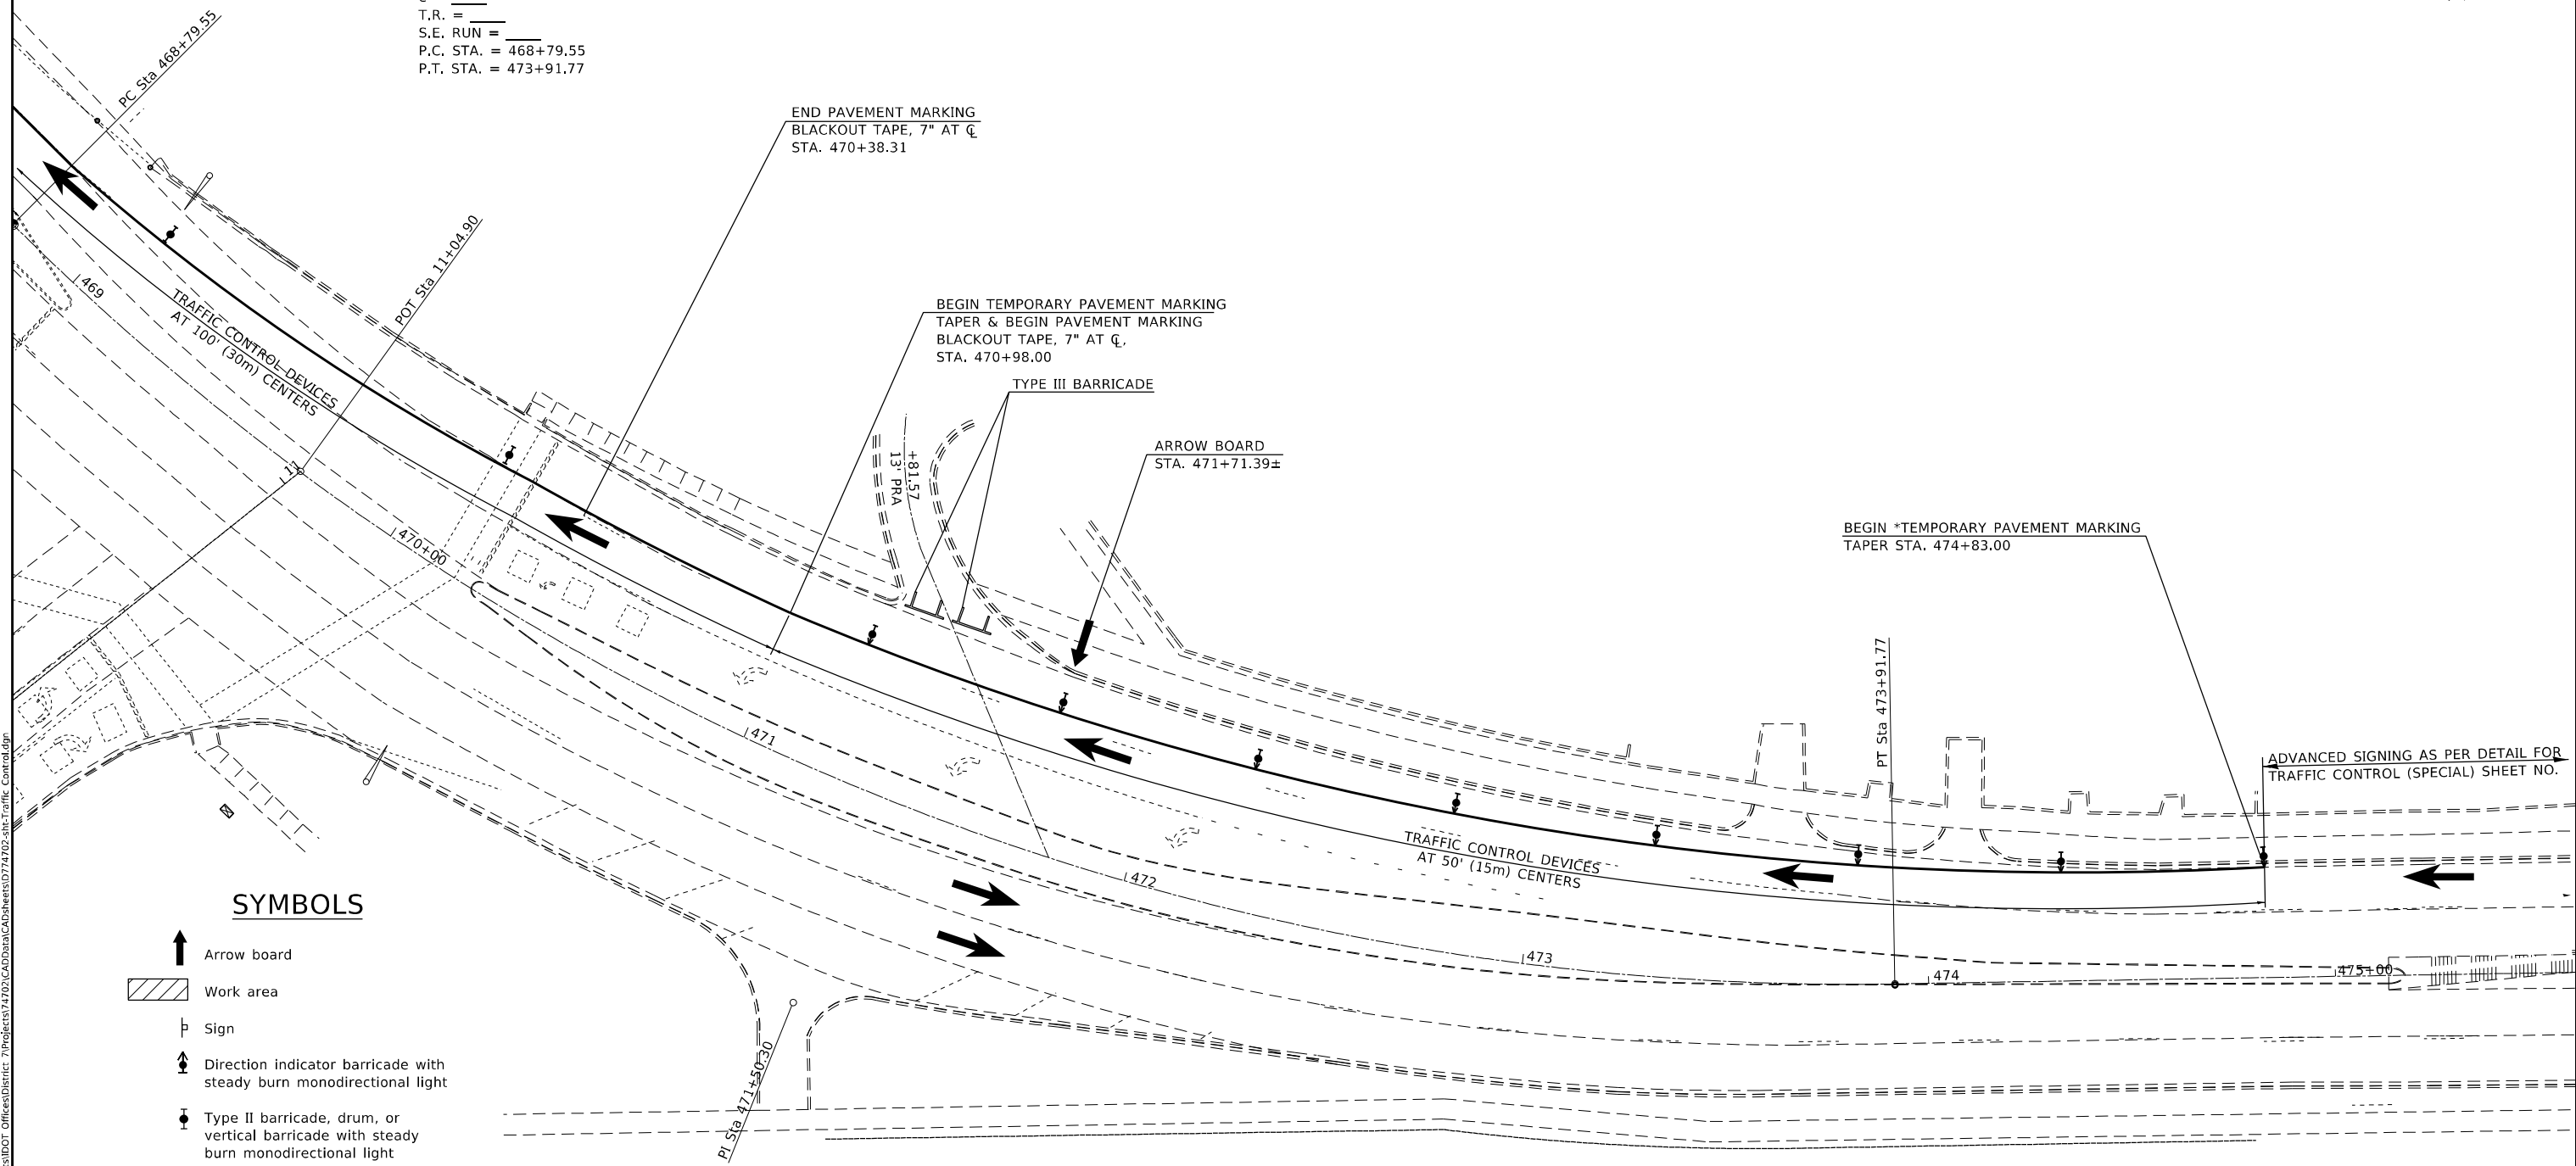 T.R. = ____
S.E. RUN = ____
P.C. STA. = 468+79.55
P.T. STA. = 473+91.77
PC Sta 468+79.55
END PAVEMENT MARKING
BLACKOUT TAPE, 7" AT ℄
STA. 470+38.31
POT Sta 11+04.90
469
TRAFFIC CONTROL DEVICES
AT 100' (30m) CENTERS
BEGIN TEMPORARY PAVEMENT MARKING
TAPER & BEGIN PAVEMENT MARKING
BLACKOUT TAPE, 7" AT ℄,
STA. 470+98.00
TYPE III BARRICADE
ARROW BOARD
STA. 471+71.39±
+81.57
13' PRA
470+00
BEGIN *TEMPORARY PAVEMENT MARKING
TAPER STA. 474+83.00
PT Sta 473+91.77
471
ADVANCED SIGNING AS PER DETAIL FOR
TRAFFIC CONTROL (SPECIAL) SHEET NO.
TRAFFIC CONTROL DEVICES
AT 50' (15m) CENTERS
472
473
474
475+00
PI Sta 471+50.30
SYMBOLS
Arrow board
Work area
Sign
Direction indicator barricade with
steady burn monodirectional light
Type II barricade, drum, or
vertical barricade with steady
burn monodirectional light